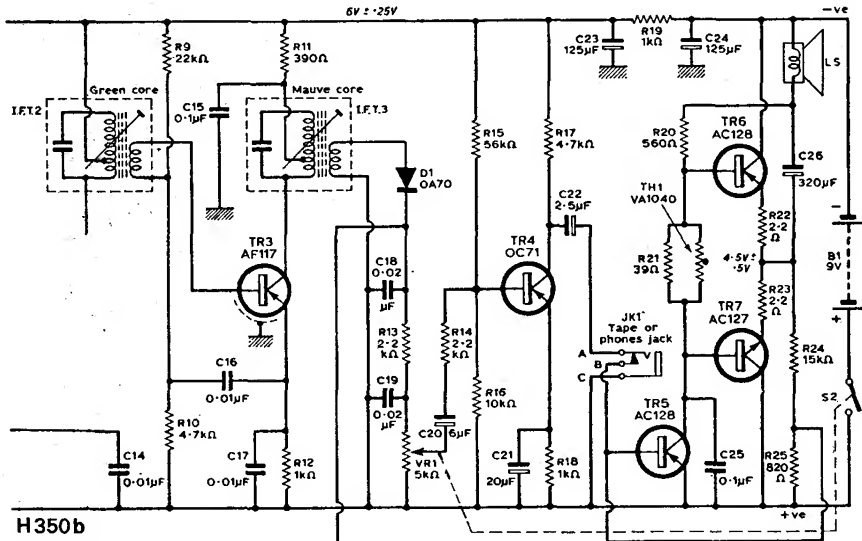 6V ± ·25V
-ve
R9
22kΩ
R11
390Ω
C23
125μF
R19
1kΩ
C24
125μF
LS
Green core
Mauve core
I.F.T.2
I.F.T.3
C15
0·1μF
TR6
AC128
R20
560Ω
R15
56kΩ
R17
4·7kΩ
D1
OA70
C26
320μF
C22
2·5μF
TH1
VA1040
R22
2·2
Ω
TR3
AF117
TR4
OC71
R21
39Ω
4·5V ±
·5V
B1
9V
-
+
C18
0·02
μF
R23
2·2
Ω
TR7
AC127
JK1
Tape or
phones jack
R13
2·2
kΩ
R14
2·2
kΩ
A
B
C
R24
15kΩ
S2
C16
0·01μF
C19
0·02
μF
R16
10kΩ
TR5
AC128
R10
4·7kΩ
C20 6μF
C14
0·01μF
C17
0·01μF
R12
1kΩ
VR1
5kΩ
C21
20μF
R18
1kΩ
C25
0·1μF
R25
820
Ω
+ve
H350b